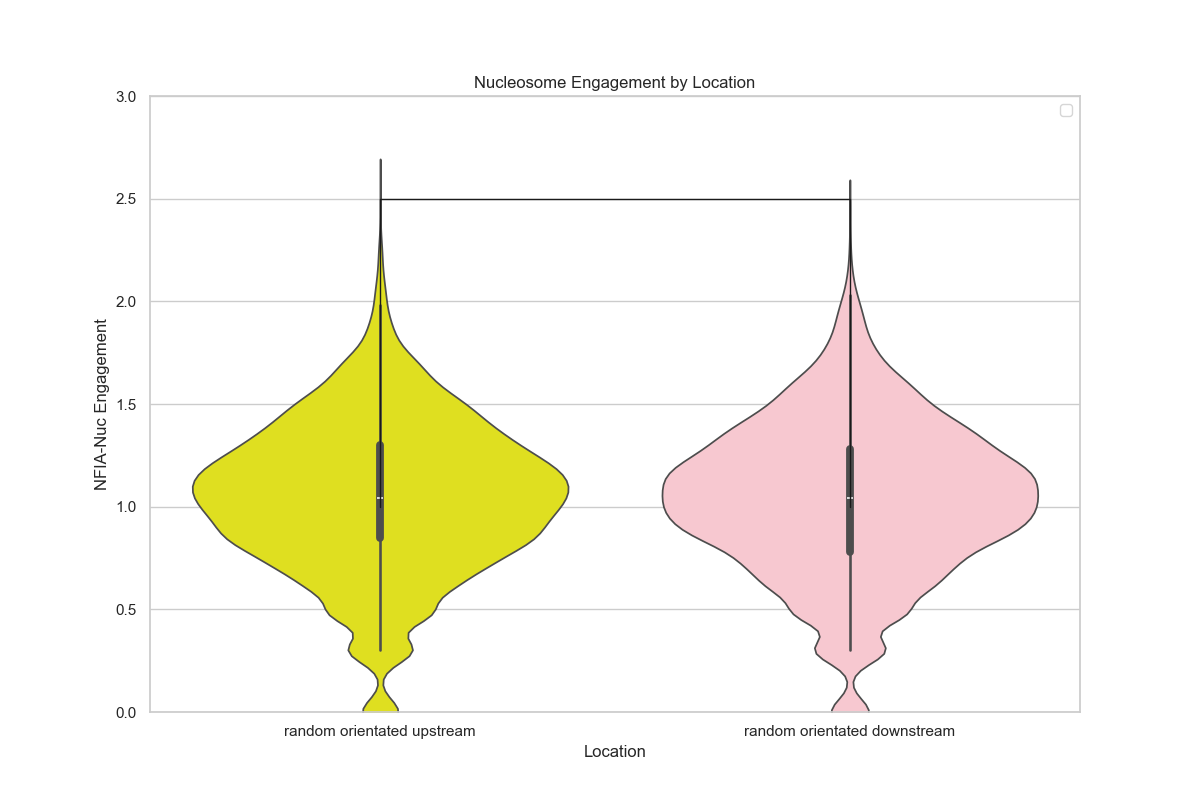 Nucleosome Engagement by Location
3.0
2.5
2.0
1.5
1.0
0.5
0.0
NFIA-Nuc Engagement
random orientated upstream
random orientated downstream
Location